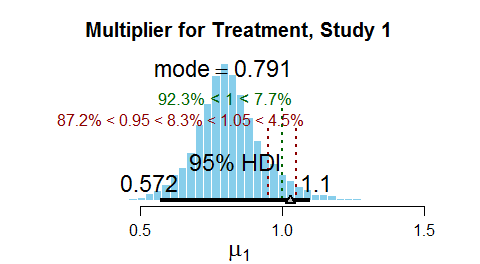 Multiplier for Treatment, Study 1
mode = 0.791
92.3% < 1 < 7.7%
87.2% < 0.95 < 8.3% < 1.05 < 4.5%
95% HDI
0.572 1.1
0.5 1.0 1.5
μ1